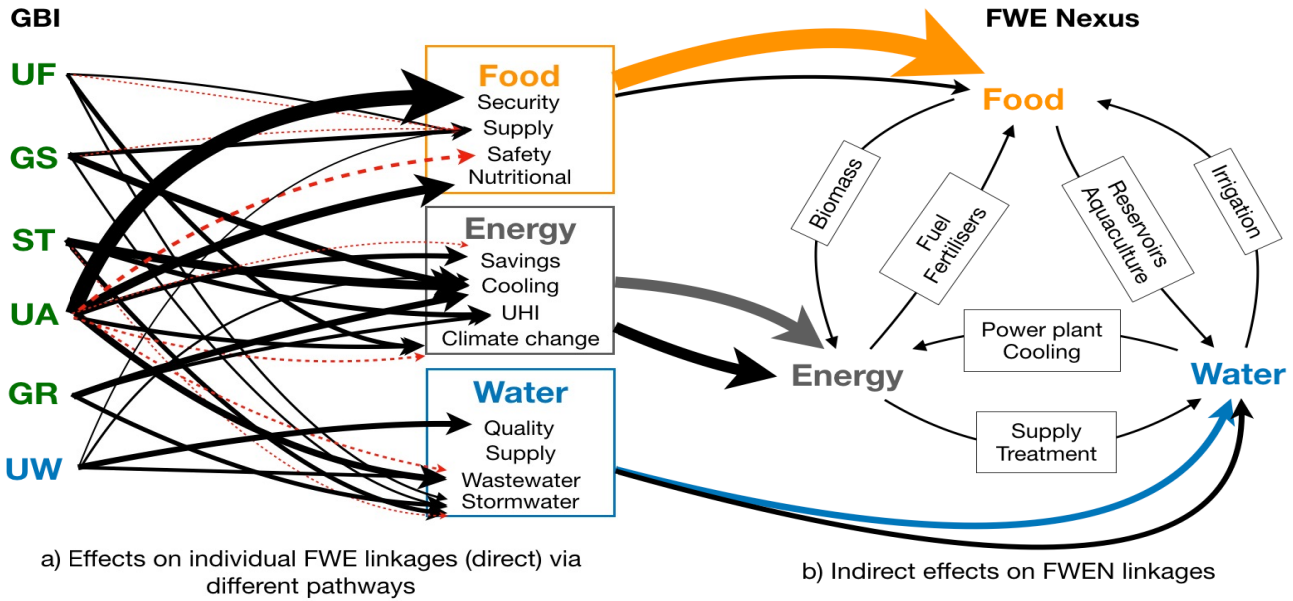 GBI
UF
GS
ST
UA
GR
UW
Food
Security
Supply
Safety
Nutritional
Energy
Savings
Cooling
UHI
Climate change
Water
Quality
Supply
Wastewater
Stormwater
a) Effects on individual FWE linkages (direct) via
different pathways
FWE Nexus
Food
Biomass
Fuel
Fertilisers
Reservoirs
Aquaculture
Irrigation
Power plant
Cooling
Energy
Water
Supply
Treatment
b) Indirect effects on FWEN linkages